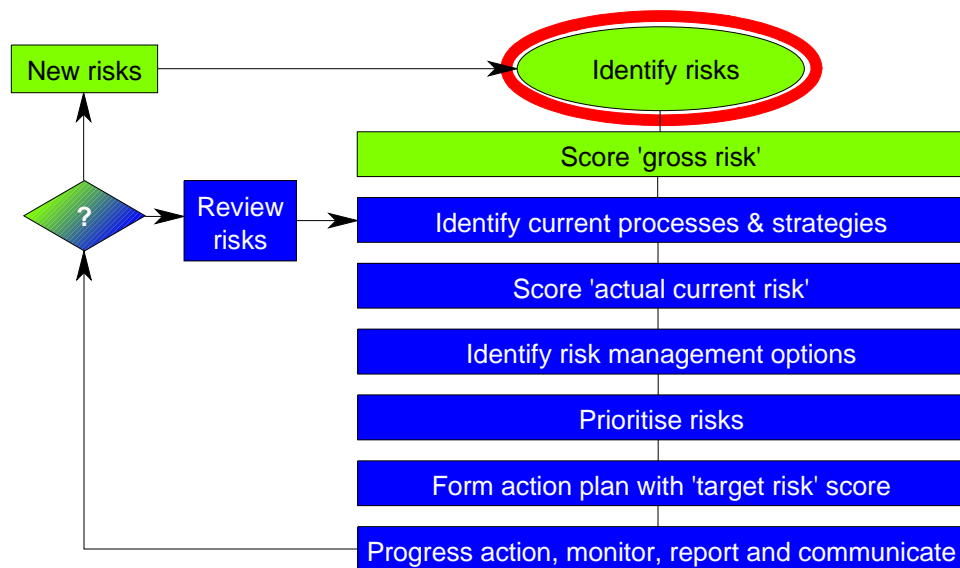 New risks
Identify risks
Score 'gross risk'
?
Review
risks
Identify current processes & strategies
Score 'actual current risk'
Identify risk management options
Prioritise risks
Form action plan with 'target risk' score
Progress action, monitor, report and communicate